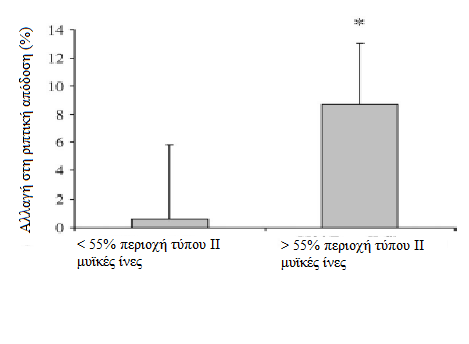 Αλλαγή στη ριπτική απόδοση (%)
14
*
12
10
8
6
4
2
0
< 55% περιοχή τύπου ΙΙ
μυϊκές ίνες
> 55% περιοχή τύπου ΙΙ
μυϊκές ίνες